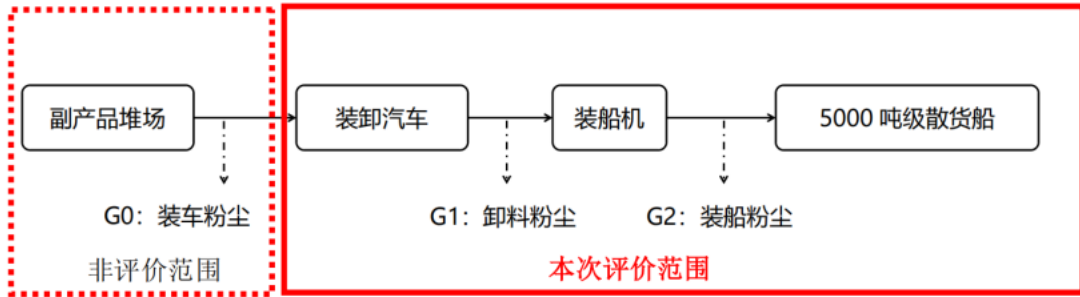 副产品堆场
装卸汽车
装船机
5000 吨级散货船
G0：装车粉尘
G1：卸料粉尘
G2：装船粉尘
非评价范围
本次评价范围